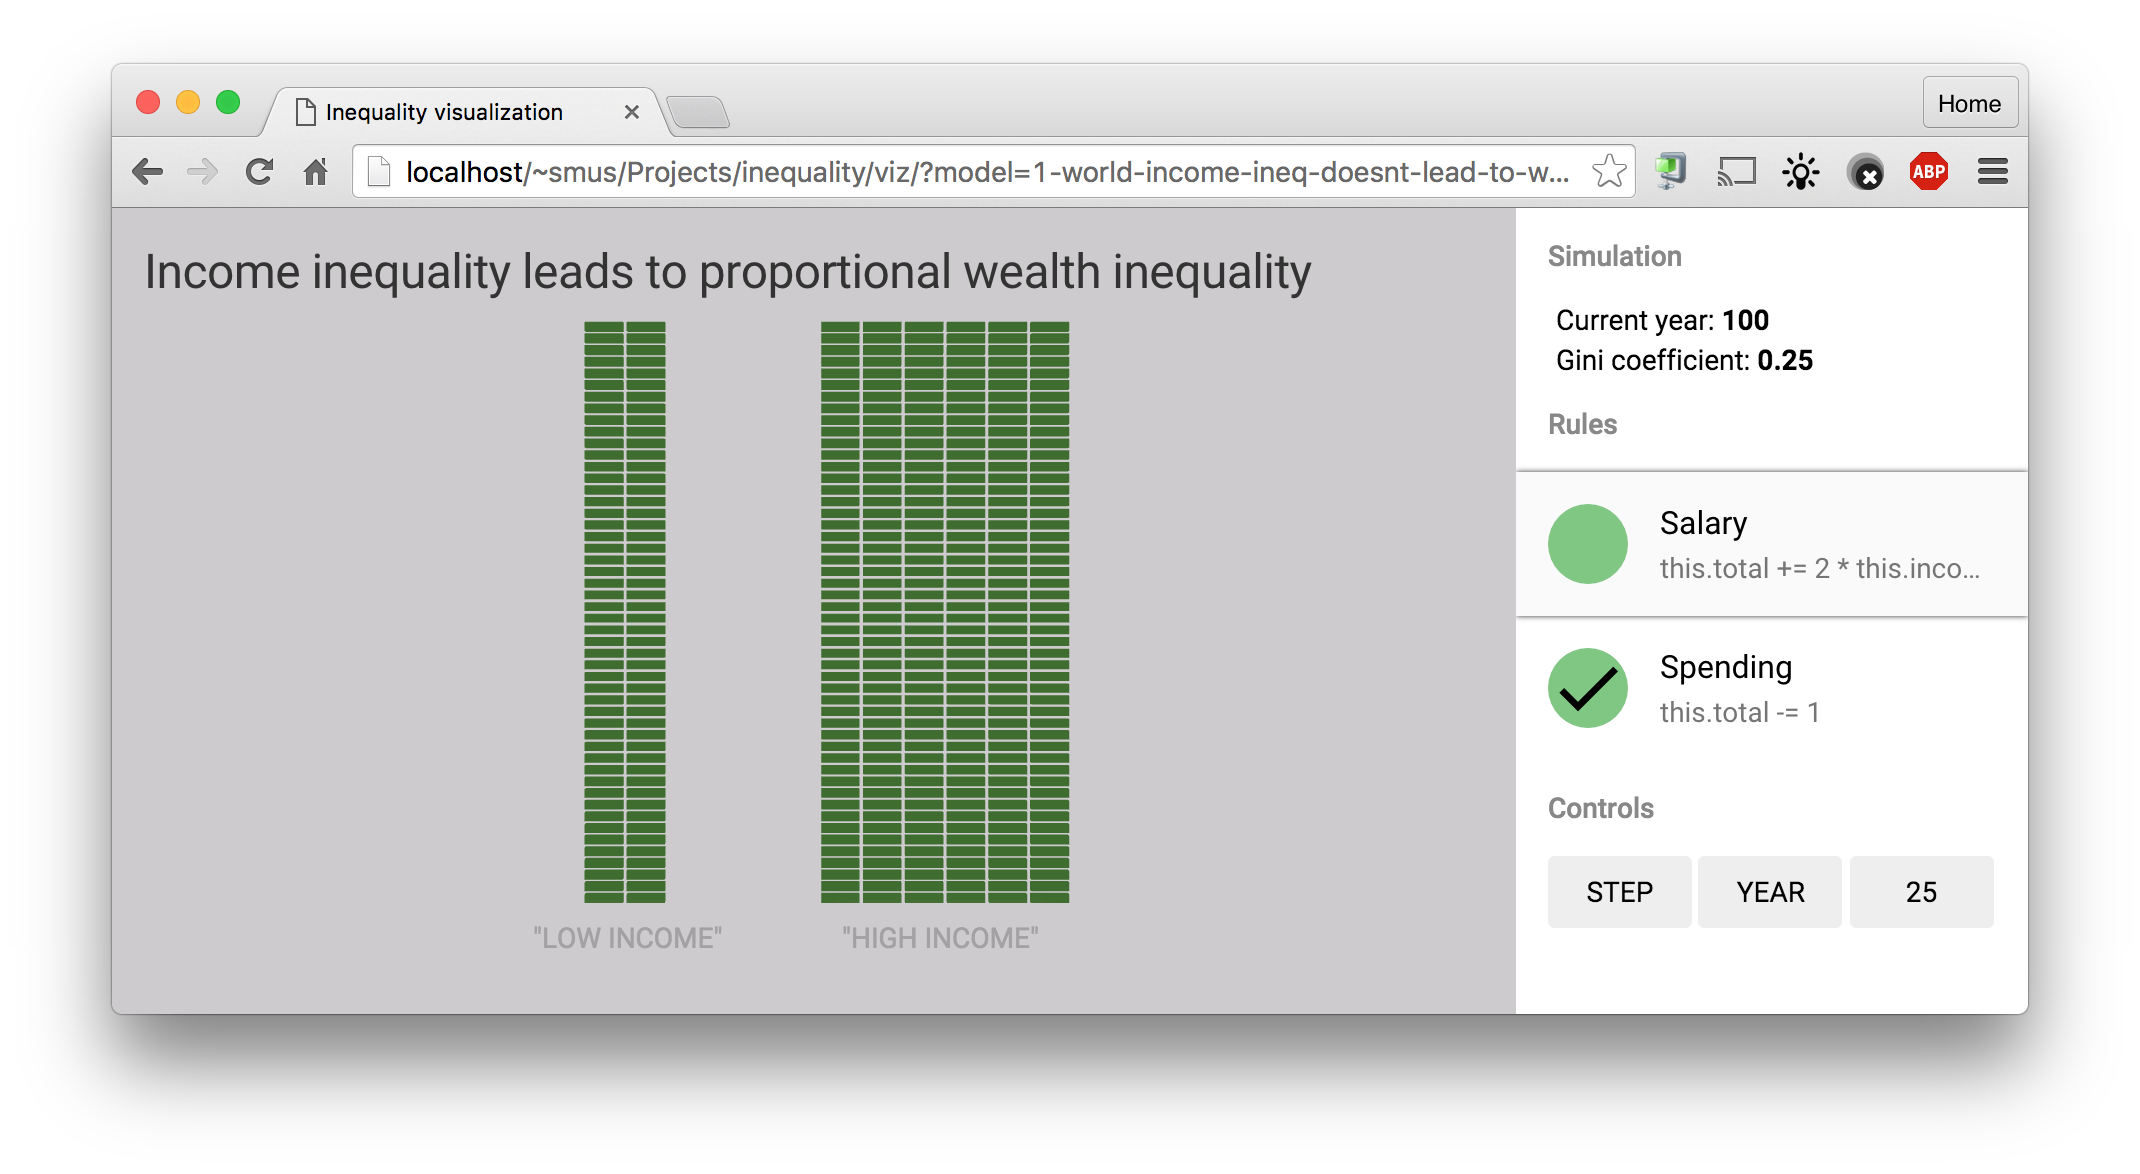 Inequality visualization
Home
localhost/~smus/Projects/inequality/viz/?model=1-world-income-ineq-doesnt-lead-to-w...
ABP
Income inequality leads to proportional wealth inequality
"LOW INCOME"
"HIGH INCOME"
Simulation
Current year: 100
Gini coefficient: 0.25
Rules
Salary
this.total += 2 * this.inco...
Spending
this.total -= 1
Controls
STEP
YEAR
25